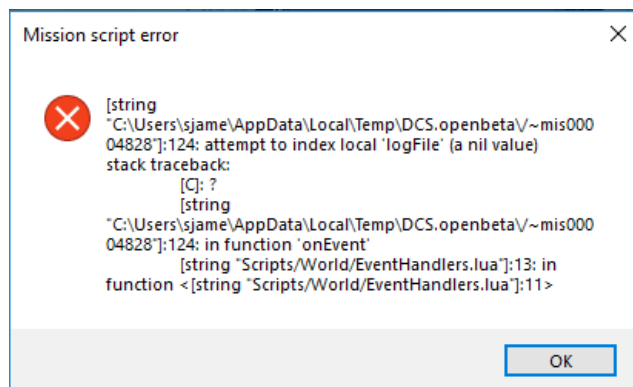 Mission script error
[string
"C:\Users\sjame\AppData\Local\Temp\DCS.openbeta\/~mis000
04828"]:124: attempt to index local 'logFile' (a nil value)
stack traceback:
[C]: ?
[string
"C:\Users\sjame\AppData\Local\Temp\DCS.openbeta\/~mis000
04828"]:124: in function 'onEvent'
[string "Scripts/World/EventHandlers.lua"]:13: in
function <[string "Scripts/World/EventHandlers.lua"]:11>
OK